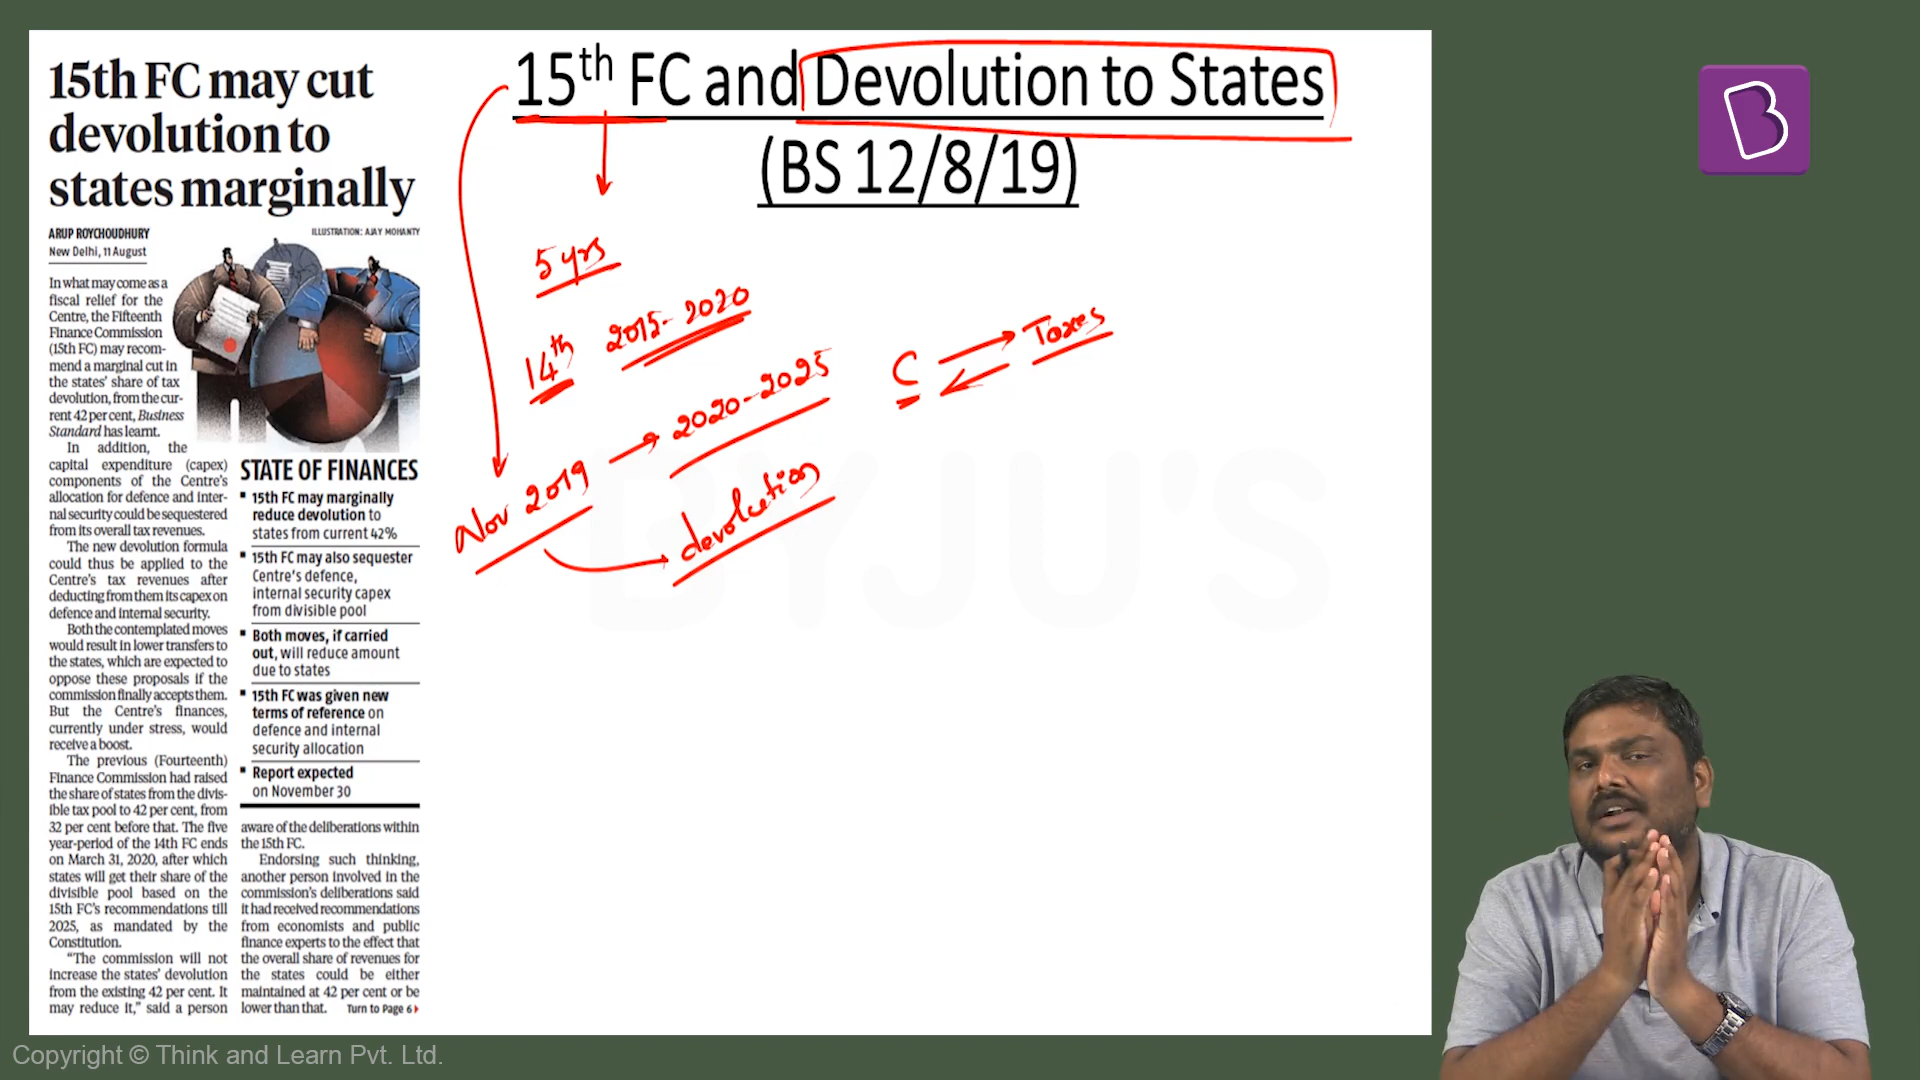 15th FC may cut
devolution to
states marginally
ARUP ROYCHOUDHURY
New Delhi, 11 August
ILLUSTRATION: AJAY MOHANTY
In what may come as a
fiscal relief for the
Centre, the Fifteenth
Finance Commission
(15th FC) may recom-
mend a marginal cut in
the states' share of tax
devolution, from the cur-
rent 42 per cent, Business
Standard has learnt.
In addition, the
capital expenditure (capex)
components of the Centre's
allocation for defence and inter-
nal security could be sequestered
from its overall tax revenues.
The new devolution formula
could thus be applied to the
Centre's tax revenues after
deducting from them its capex on
defence and internal security.
Both the contemplated moves
would result in lower transfers to
the states, which are expected to
oppose these proposals if the
commission finally accepts them.
But the Centre's finances,
currently under stress, would
receive a boost.
The previous (Fourteenth)
Finance Commission had raised
the share of states from the divis-
ible tax pool to 42 per cent, from
32 per cent before that. The five
year-period of the 14th FC ends
on March 31, 2020, after which
states will get their share of the
divisible pool based on the
15th FC's recommendations till
2025, as mandated by the
Constitution.
"The commission will not
increase the states' devolution
from the existing 42 per cent. It
may reduce it," said a person
STATE OF FINANCES
15th FC may marginally
reduce devolution to
states from current 42%
15th FC may also sequester
Centre's defence,
internal security capex
from divisible pool
Both moves, if carried
out, will reduce amount
due to states
15th FC was given new
terms of reference on
defence and internal
security allocation
Report expected
on November 30
aware of the deliberations within
the 15th FC.
Endorsing such thinking,
another person involved in the
commission's deliberations said
it had received recommendations
from economists and public
finance experts to the effect that
the overall share of revenues for
the states could be either
maintained at 42 per cent or be
lower than that. Turn to Page 6
15th FC and Devolution to States
(BS 12/8/19)
5 yrs
14th 2015-2020
Nov 2019 → 2020-2025
devolution
C Taxes
BYJU'S
B
Copyright © Think and Learn Pvt. Ltd.